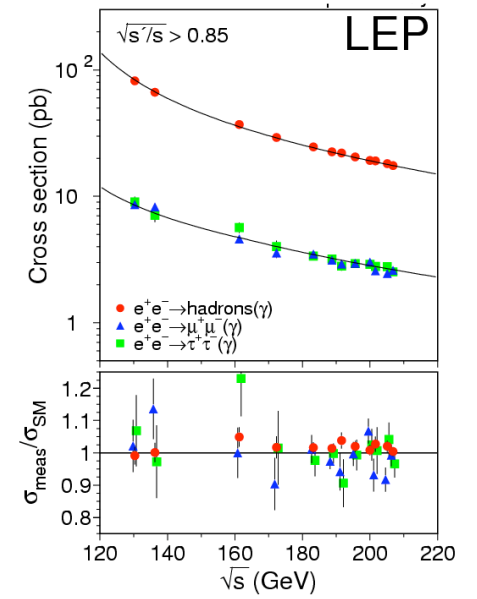 √s´/s > 0.85
LEP
10²
10
1
Cross section (pb)
e⁺e⁻→hadrons(γ)
e⁺e⁻→μ⁺μ⁻(γ)
e⁺e⁻→τ⁺τ⁻(γ)
1.2
1.1
1
0.9
0.8
σmeas/σSM
120 140 160 180 200 220
√s (GeV)